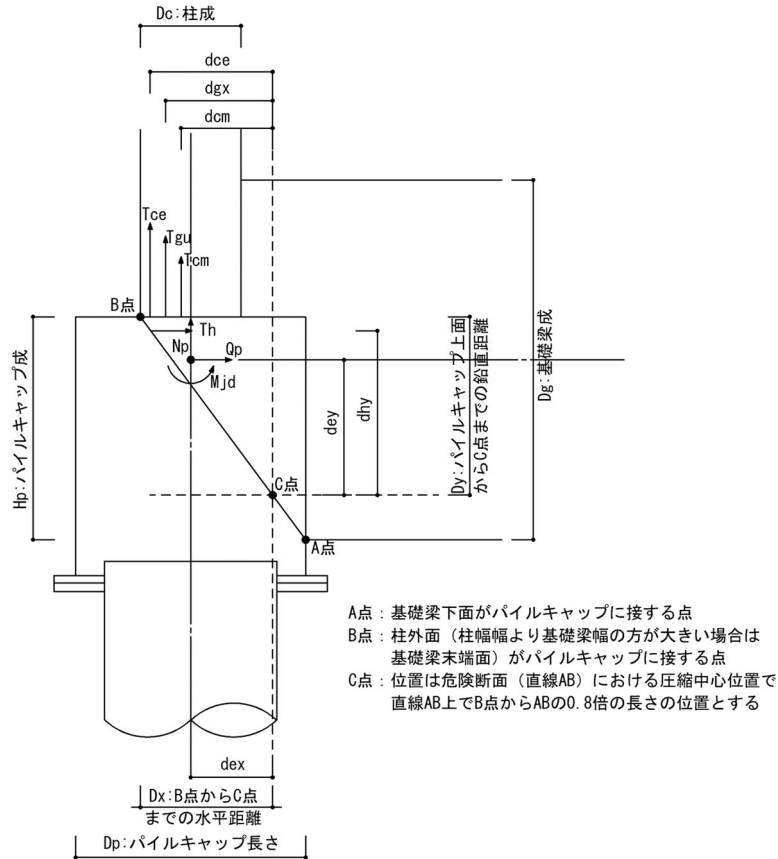 Dc:柱成
dce
dgx
dcm
Tce
Tgu
Tcm
B点
Th
Np
Qp
Mjd
dey
dhy
Dy:パイルキャップ上面
からC点までの鉛直距離
Dg:基礎梁成
Hp:パイルキャップ成
C点
A点
A点：基礎梁下面がパイルキャップに接する点
B点：柱外面（柱幅幅より基礎梁幅の方が大きい場合は
基礎梁末端面）がパイルキャップに接する点
C点：位置は危険断面（直線AB）における圧縮中心位置で
直線AB上でB点からABの0.8倍の長さの位置とする
dex
Dx:B点からC点
までの水平距離
Dp:パイルキャップ長さ